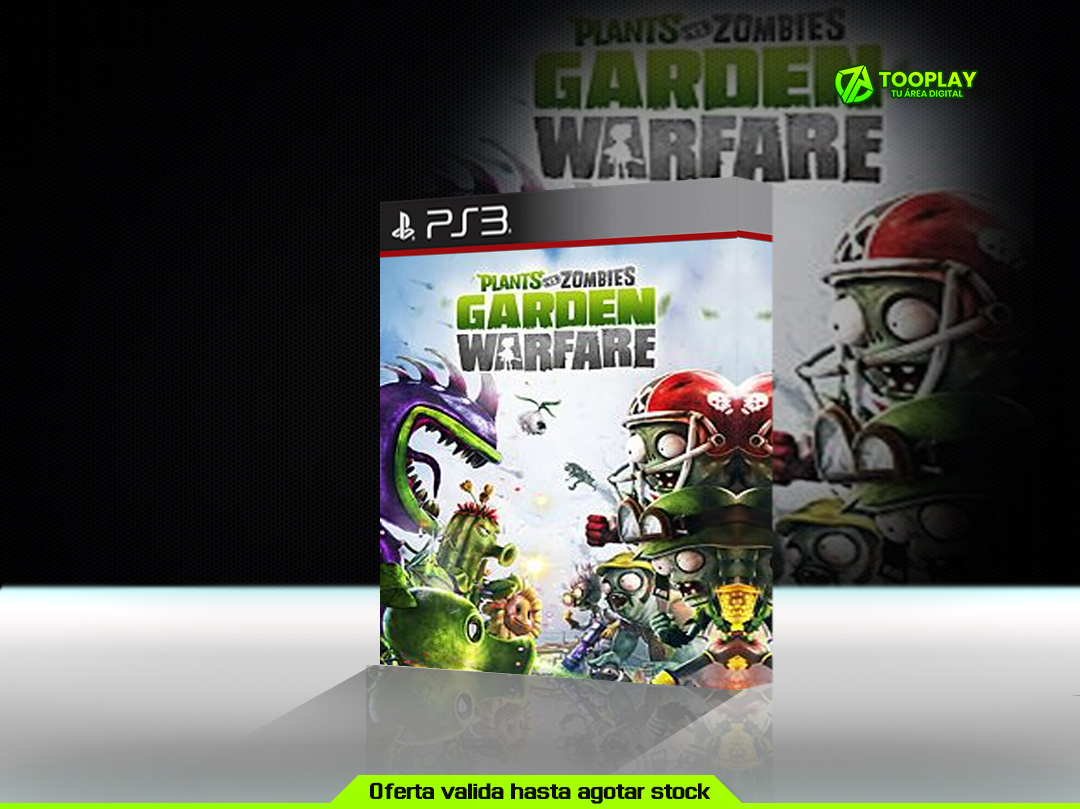 PLANTS VS ZOMBIES
GARDEN
WARFARE
TOOPLAY
TU ÁREA DIGITAL
PS3
PLANTS VS ZOMBIES
GARDEN
WARFARE
Oferta valida hasta agotar stock